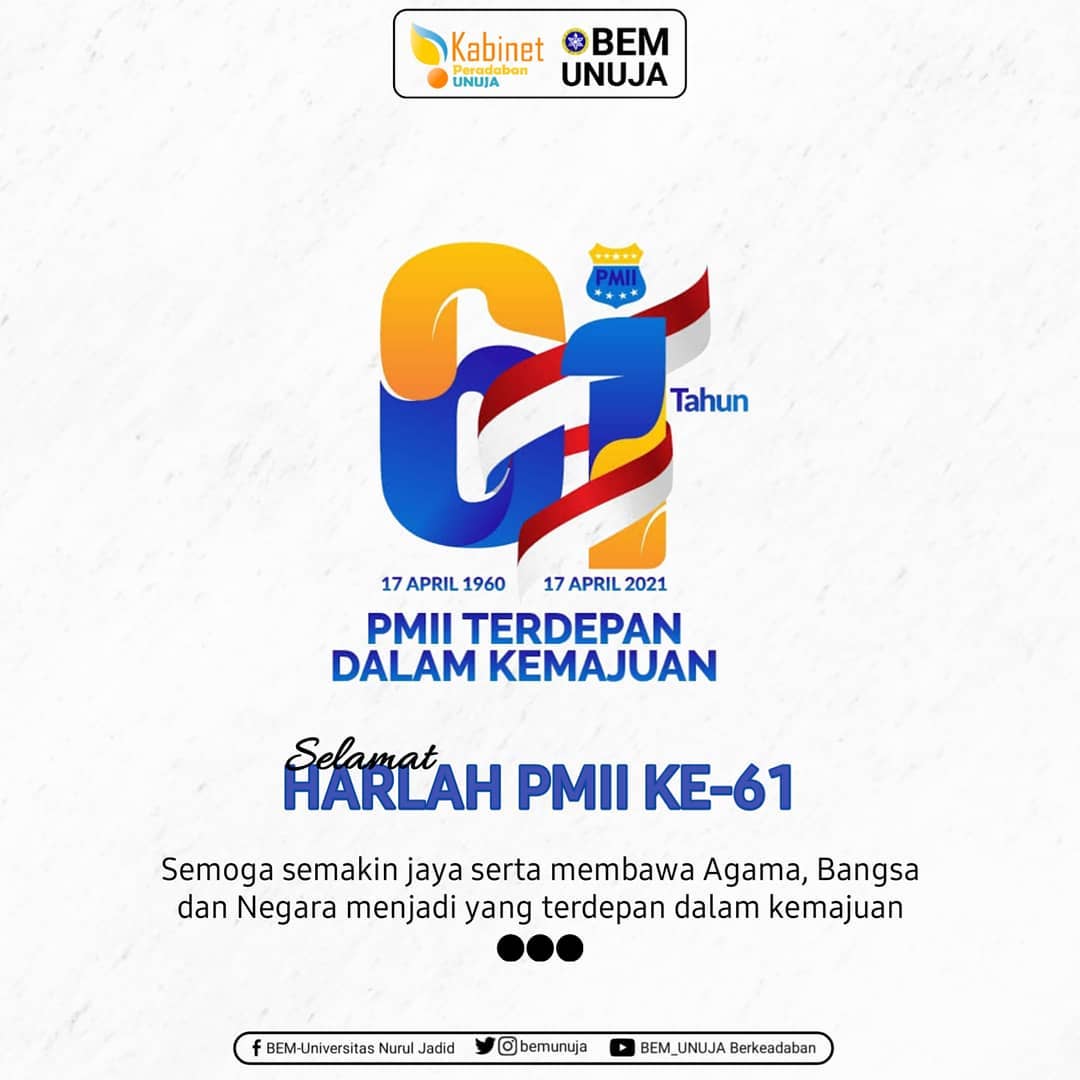 Kabinet
Peradaban
UNUJA
BEM
UNUJA
61
PMII
Tahun
17 APRIL 1960 17 APRIL 2021
PMII TERDEPAN
DALAM KEMAJUAN
Selamat
HARLAH PMII KE-61
Semoga semakin jaya serta membawa Agama, Bangsa
dan Negara menjadi yang terdepan dalam kemajuan
BEM-Universitas Nurul Jadid bemunuja BEM_UNUJA Berkeadaban